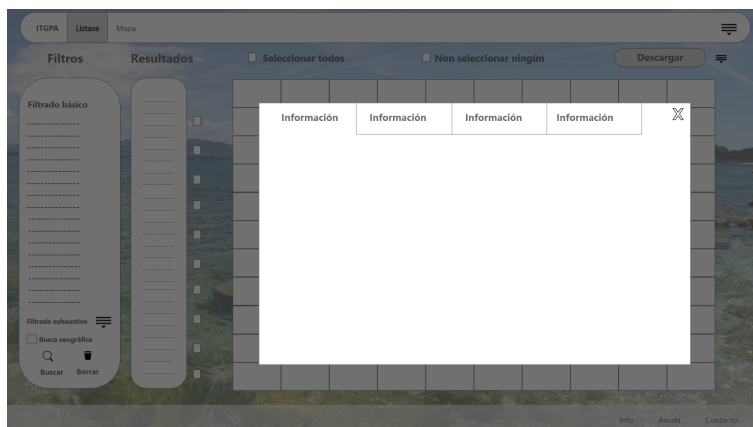 ITGPA Listaxe Mapa
Filtros Resultados Seleccionar todos Non seleccionar ningún Descargar
Filtrado básico
Información Información Información Información X
Filtrado exhaustivo
Busca xeográfica
Buscar Borrar
Info Axuda Contacto